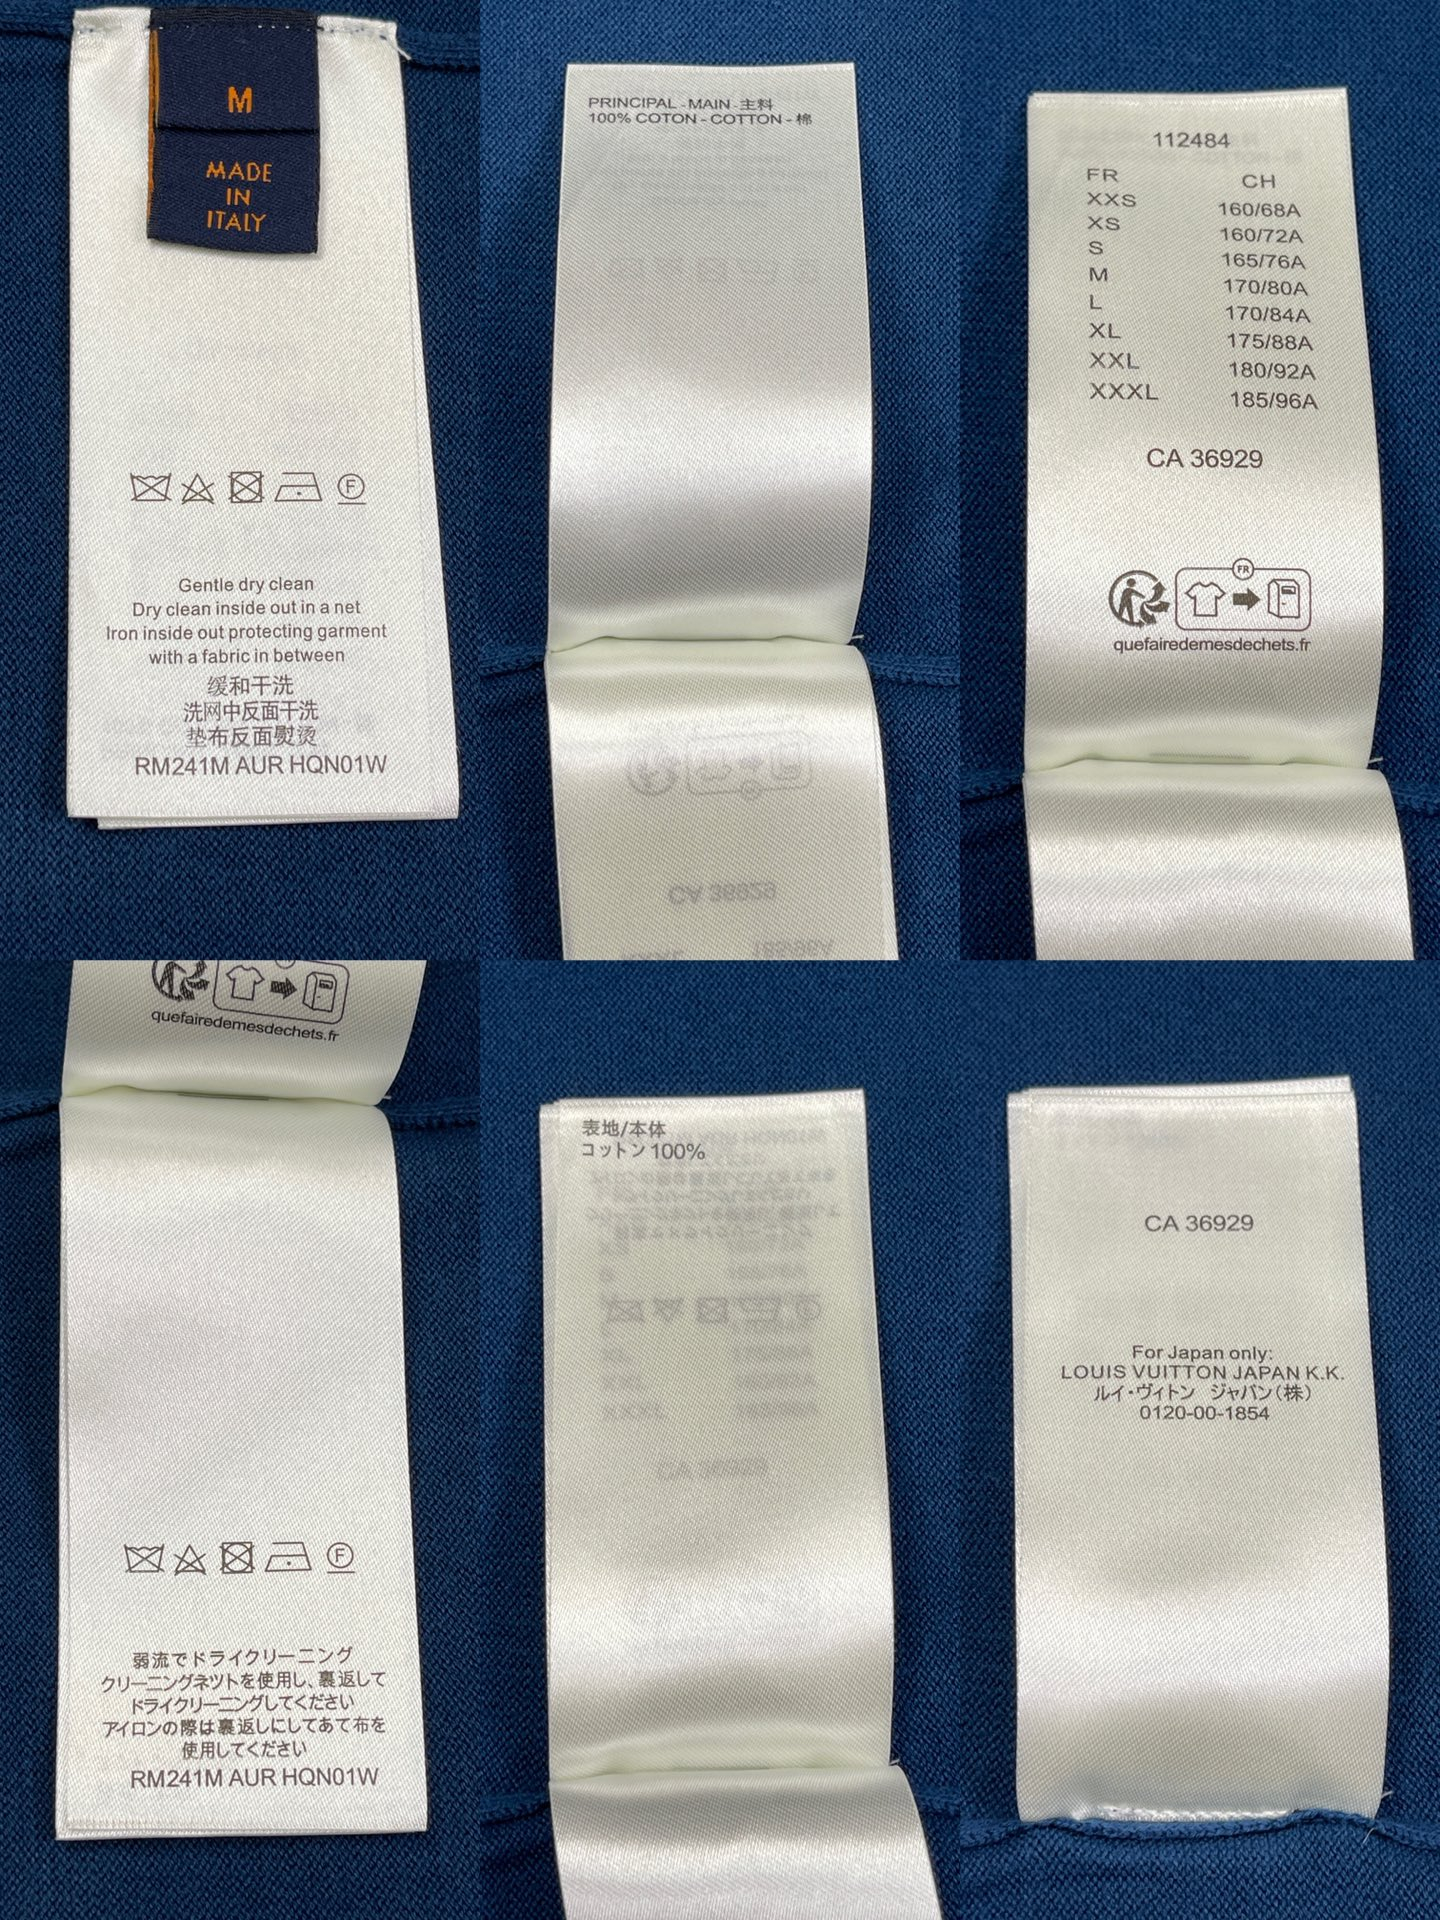 M
MADE
IN
ITALY
Gentle dry clean
Dry clean inside out in a net
Iron inside out protecting garment
with a fabric in between
缓和干洗
洗网中反面干洗
垫布反面熨烫
RM241M AUR HQN01W
PRINCIPAL - MAIN - 主料
100% COTON - COTTON - 棉
CA 36929
XXXL 185/96A
112484
FR CH
XXS 160/68A
XS 160/72A
S 165/76A
M 170/80A
L 170/84A
XL 175/88A
XXL 180/92A
XXXL 185/96A
CA 36929
FR
quefairedemesdechets.fr
quefairedemesdechets.fr
F
弱流でドライクリーニング
クリーニングネツトを使用し、裏返して
ドライクリーニングしてください
アイロンの際は裏返しにしてあて布を
使用してください
RM241M AUR HQN01W
表地/本体
コットン100%
CA 36929
For Japan only:
LOUIS VUITTON JAPAN K.K.
ルイ・ヴィトン ジャパン(株)
0120-00-1854